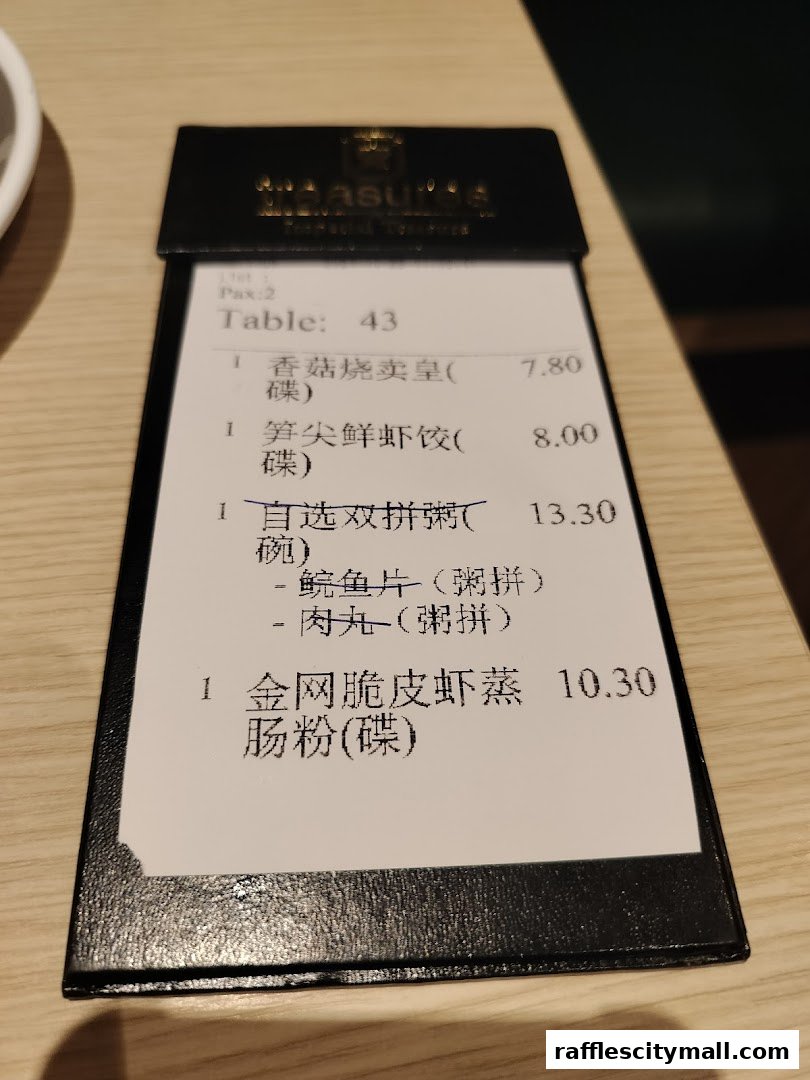 treasures
Pax:2
Table: 43
1 香菇烧卖皇( 7.80
碟)
1 笋尖鲜虾饺( 8.00
碟)
1 自选双拼粥( 13.30
碗)
- 鲩鱼片（粥拼）
- 肉丸（粥拼）
1 金网脆皮虾蒸 10.30
肠粉(碟)
rafflescitymall.com